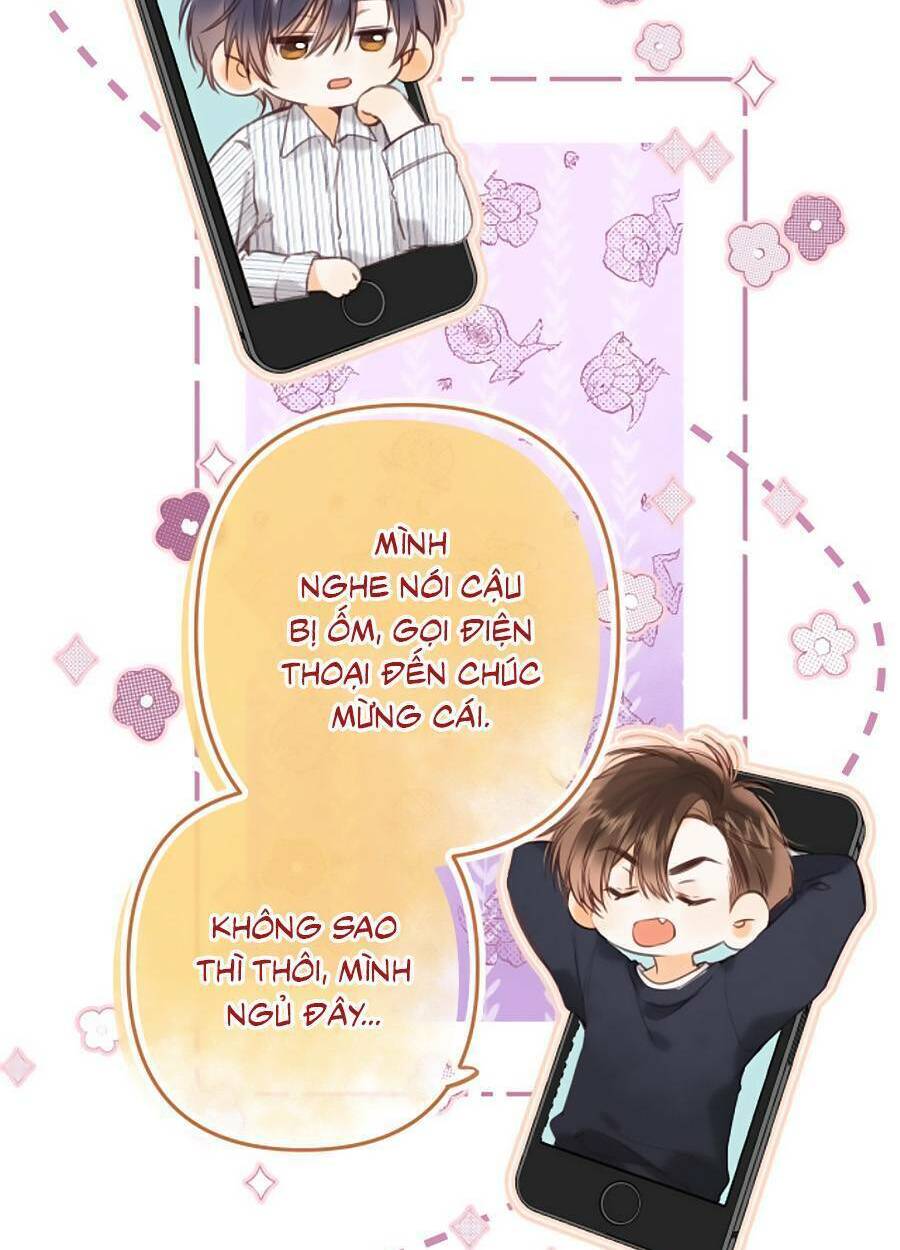 MÌNH
NGHE NÓI CẬU
BỊ ỐM, GỌI ĐIỆN
THOẠI ĐẾN CHÚC
MỪNG CÁI.
KHÔNG SAO
THÌ THÔI, MÌNH
NGỦ ĐÂY...